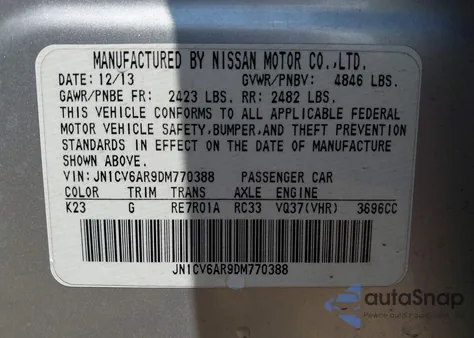 MANUFACTURED BY NISSAN MOTOR CO.,LTD.
DATE: 12/13 GVWR/PNBV: 4846 LBS.
GAWR/PNBE FR: 2423 LBS. RR: 2482 LBS.
THIS VEHICLE CONFORMS TO ALL APPLICABLE FEDERAL
MOTOR VEHICLE SAFETY,BUMPER,AND THEFT PREVENTION
STANDARDS IN EFFECT ON THE DATE OF MANUFACTURE
SHOWN ABOVE.
VIN: JN1CV6AR9DM770388 PASSENGER CAR
COLOR TRIM TRANS AXLE ENGINE
K23 G RE7R01A RC33 VQ37(VHR) 3696CC
JN1CV6AR9DM770388
autoSnap